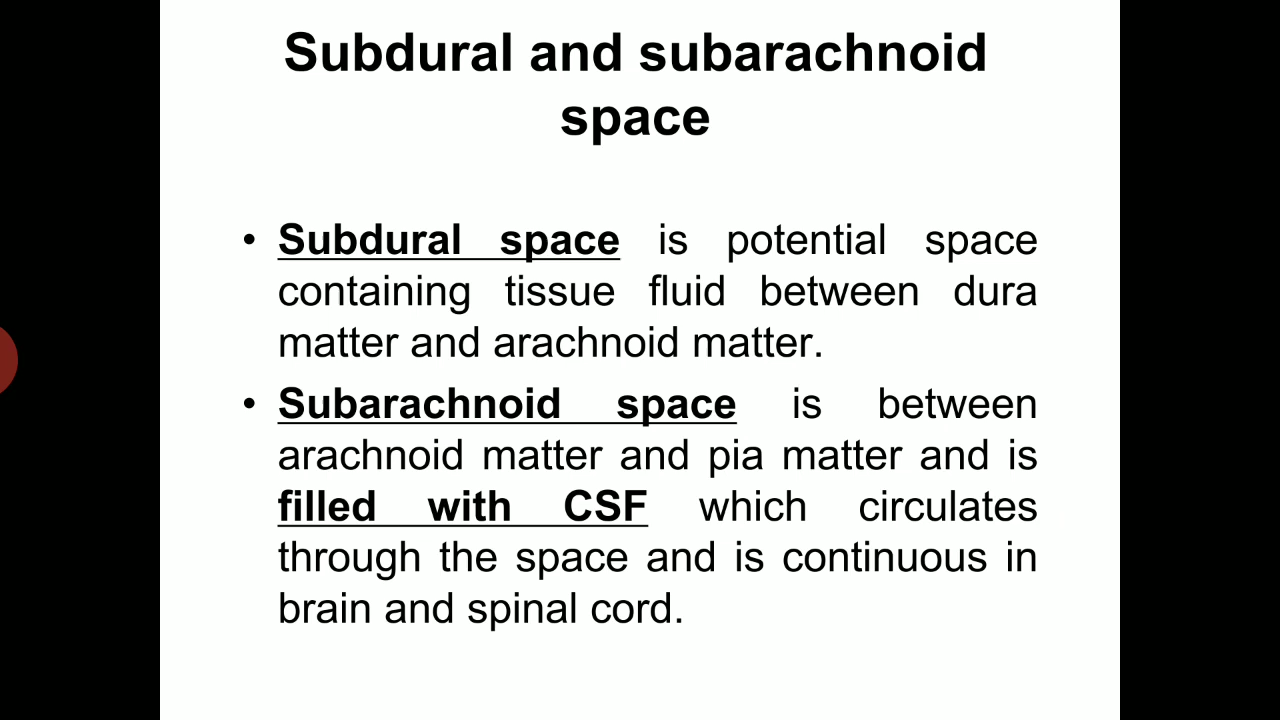 Subdural and subarachnoid
space
• Subdural space is potential space
containing tissue fluid between dura
matter and arachnoid matter.
• Subarachnoid space is between
arachnoid matter and pia matter and is
filled with CSF which circulates
through the space and is continuous in
brain and spinal cord.